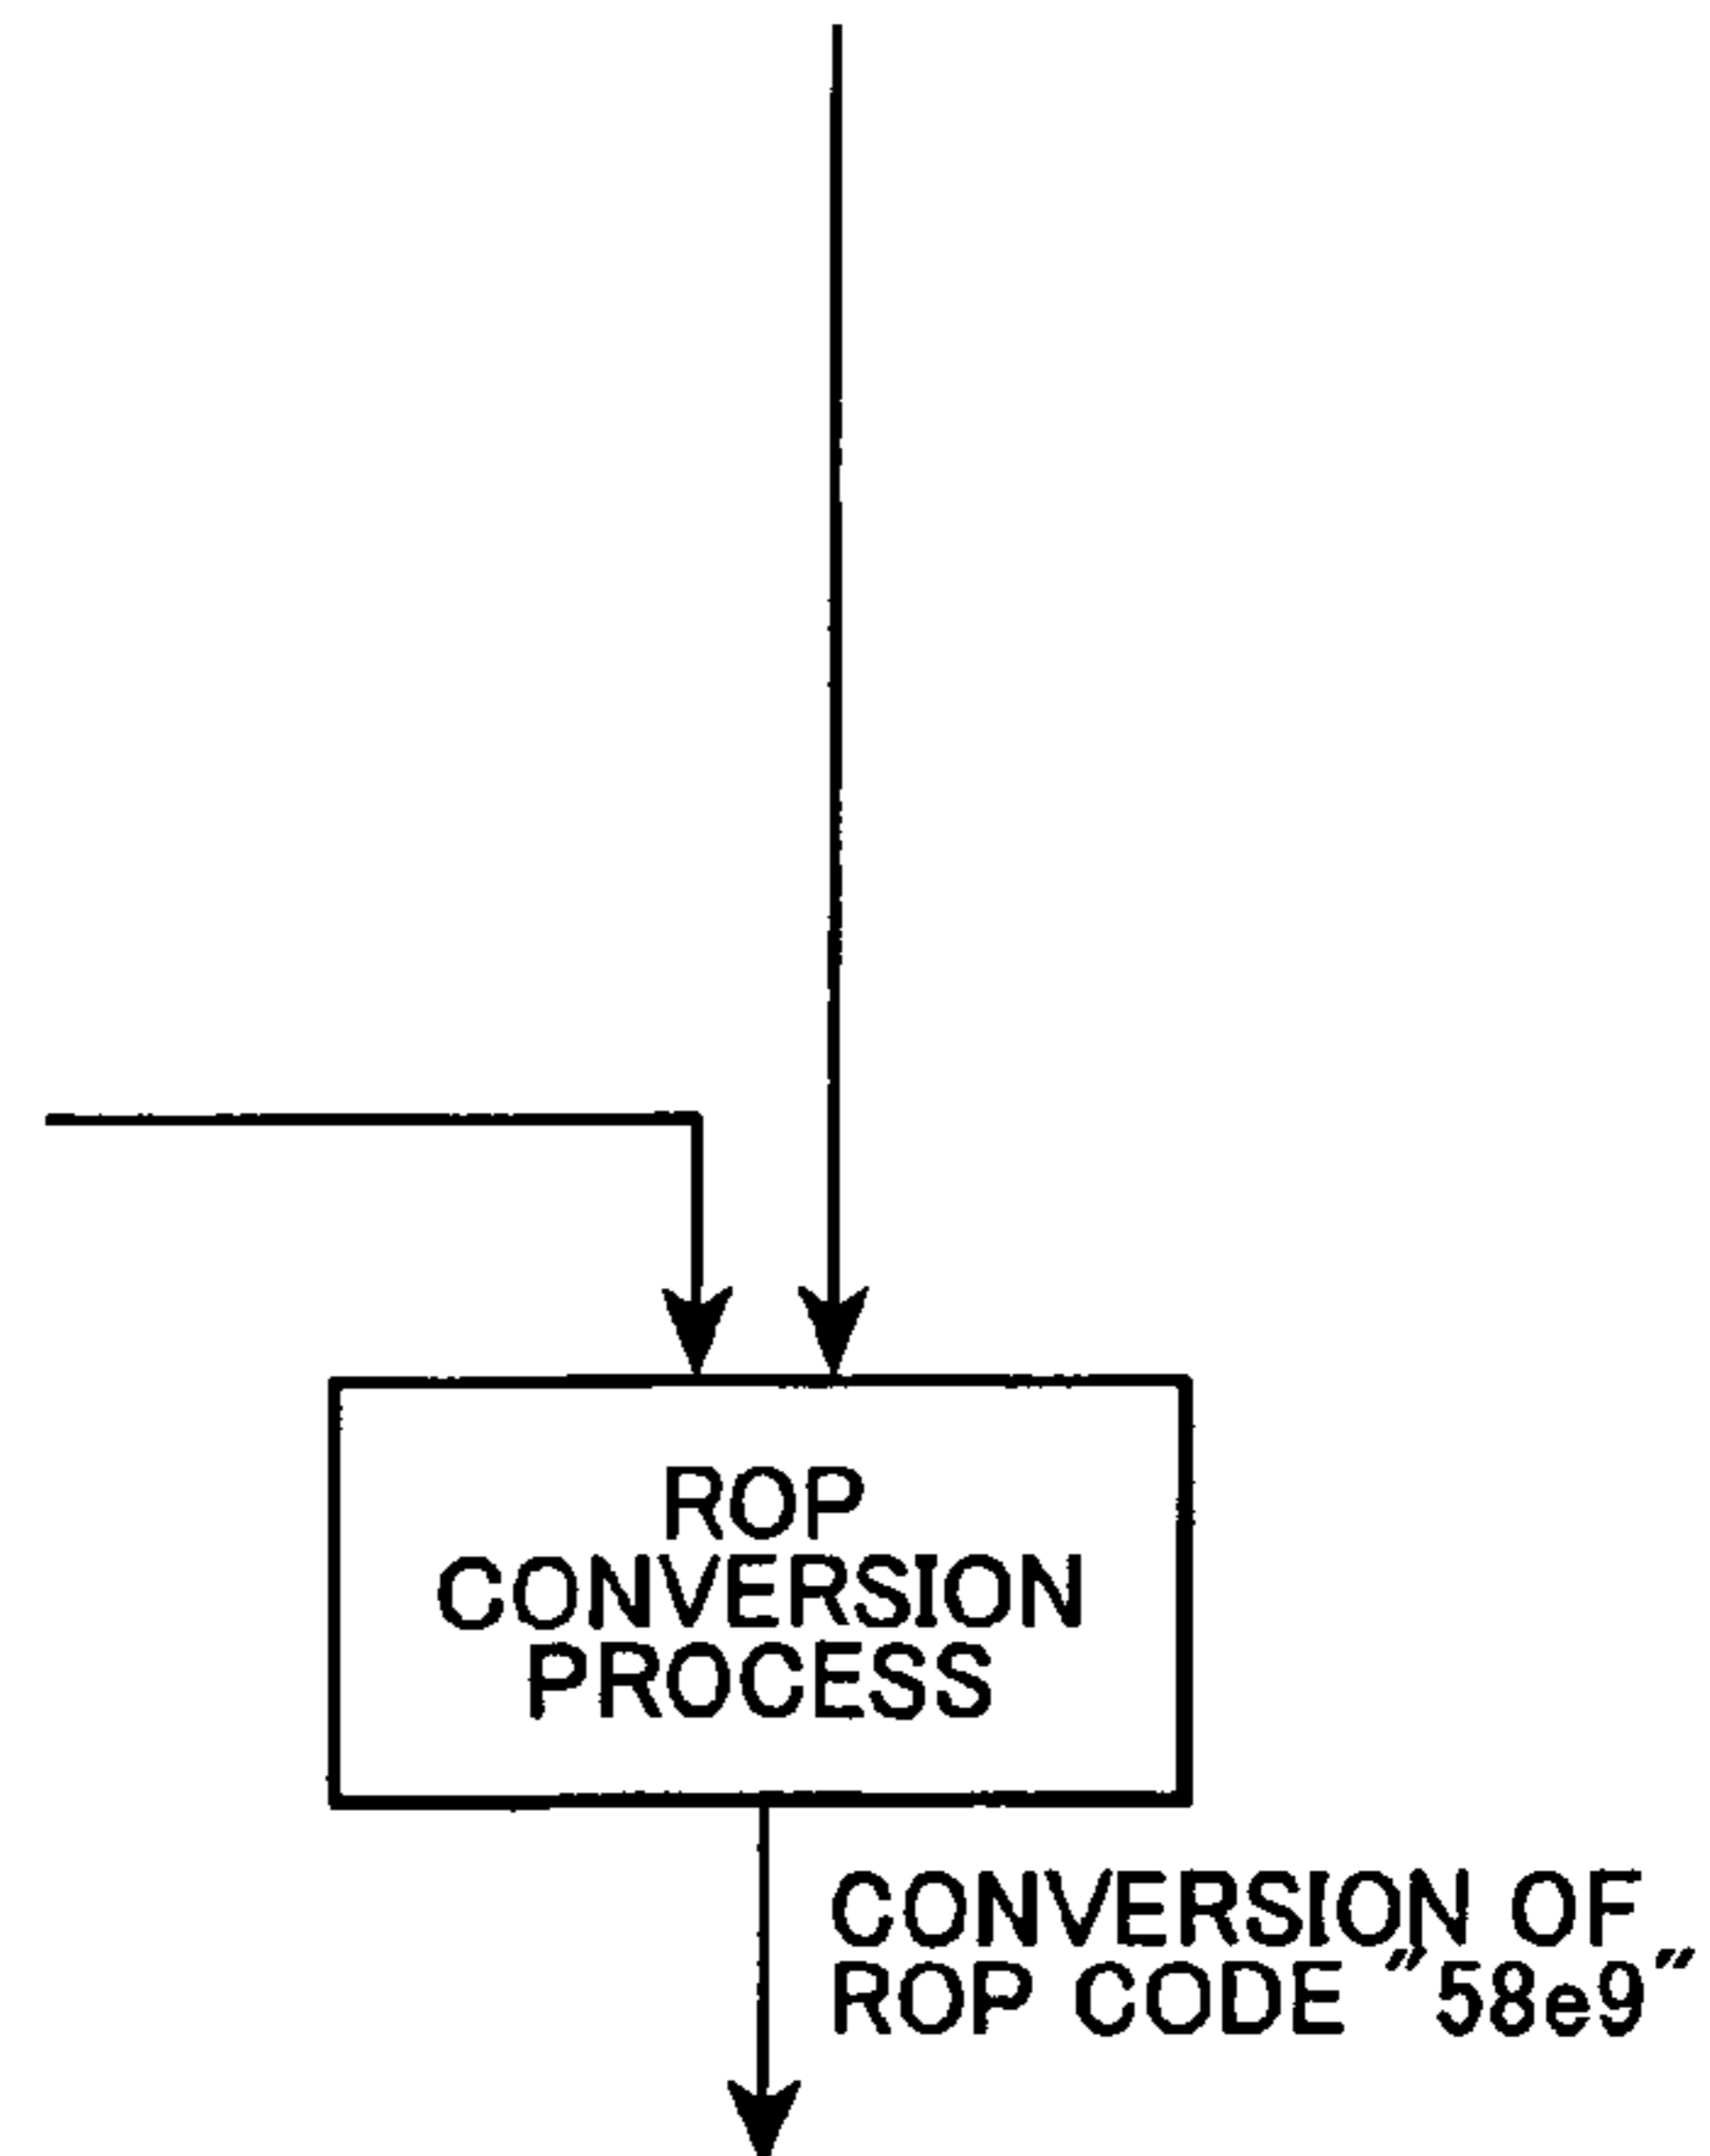 ROP
CONVERSION
PROCESS
CONVERSION OF
ROP CODE "58e9"